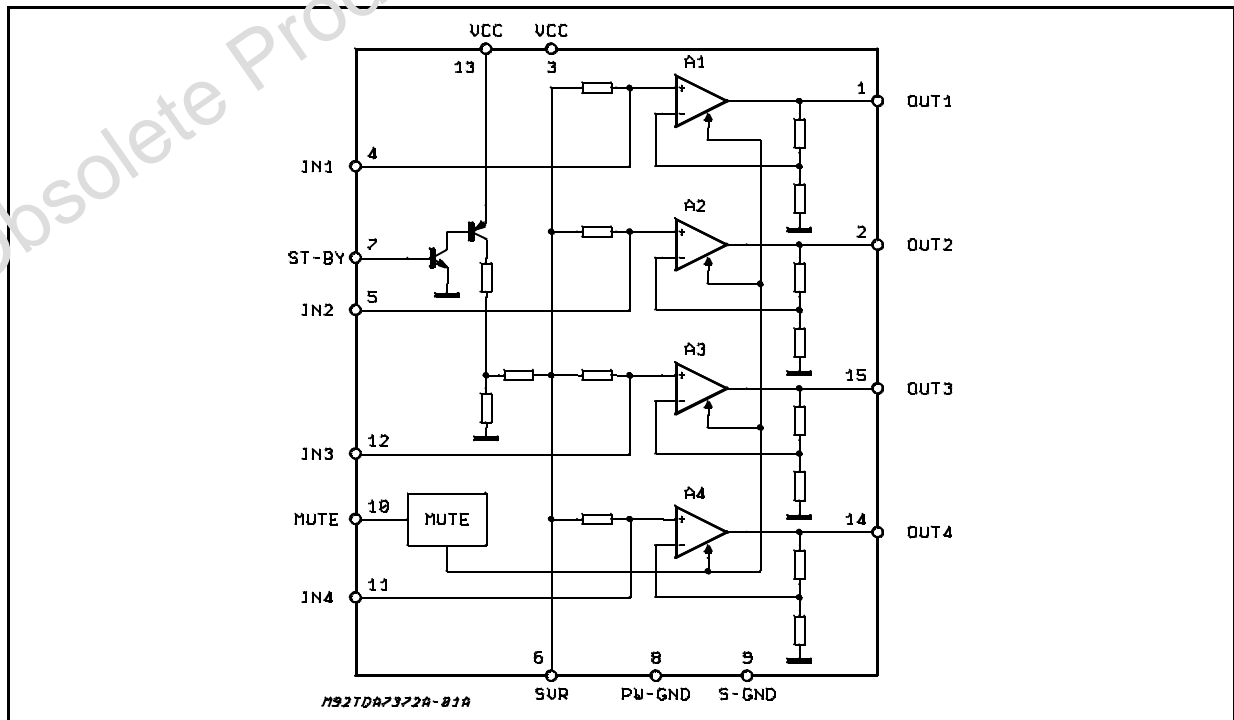 Obsolete Prod
VCC VCC
13 3
A1
1 OUT1
4
IN1
A2
2 OUT2
7
ST-BY
5
IN2
A3
15 OUT3
12
IN3
A4
10
MUTE MUTE
14 OUT4
11
IN4
6 8 9
SVR PW-GND S-GND
M92TDA7372A-01A